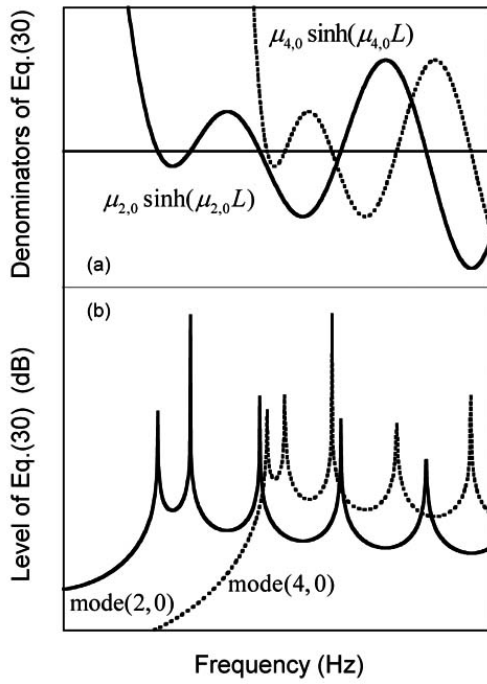 Denominators of Eq.(30)
μ4,0 sinh(μ4,0L)
μ2,0 sinh(μ2,0L)
(a)
(b)
Level of Eq.(30) (dB)
mode(2,0)
mode(4,0)
Frequency (Hz)